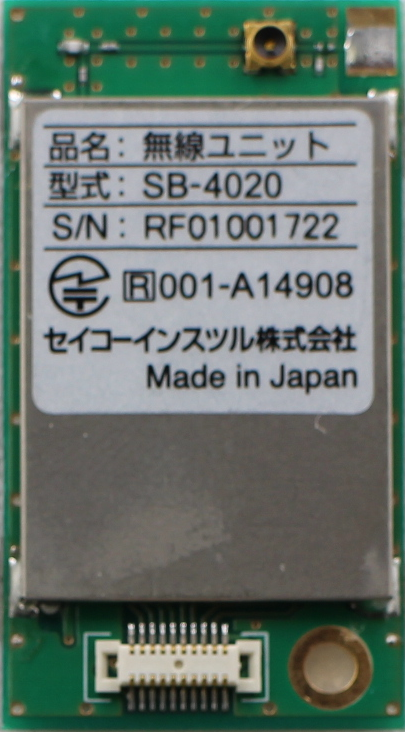 品名：無線ユニット
型式：SB-4020
S/N：RF01001722
R 001-A14908
セイコーインスツル株式会社
Made in Japan